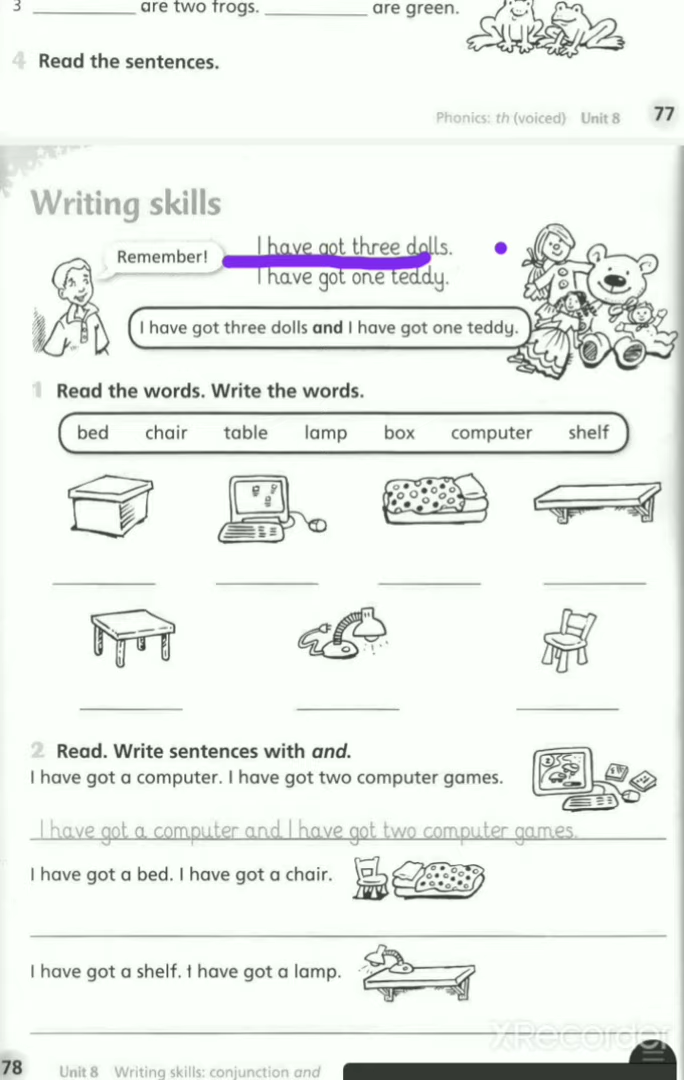 3 __________ are two frogs. __________ are green.
4 Read the sentences.
Phonics: th (voiced) Unit 8 77
Writing skills
Remember!
I have got three dolls.
I have got one teddy.
I have got three dolls and I have got one teddy.
1 Read the words. Write the words.
bed chair table lamp box computer shelf
2 Read. Write sentences with and.
I have got a computer. I have got two computer games.
I have got a computer and I have got two computer games.
I have got a bed. I have got a chair.
I have got a shelf. I have got a lamp.
XRecorder
78 Unit 8 Writing skills: conjunction and